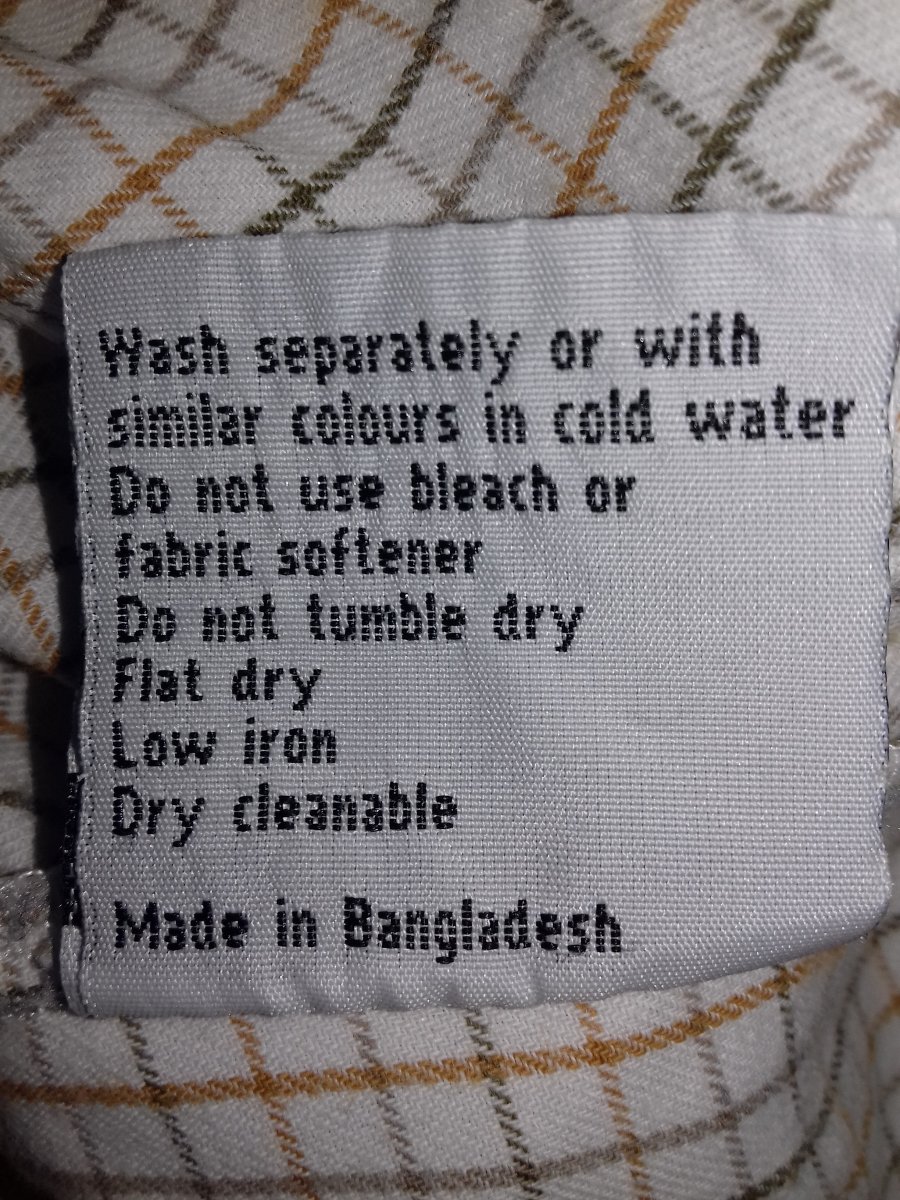 Wash separately or with
similar colours in cold water
Do not use bleach or
fabric softener
Do not tumble dry
Flat dry
Low iron
Dry cleanable
Made in Bangladesh